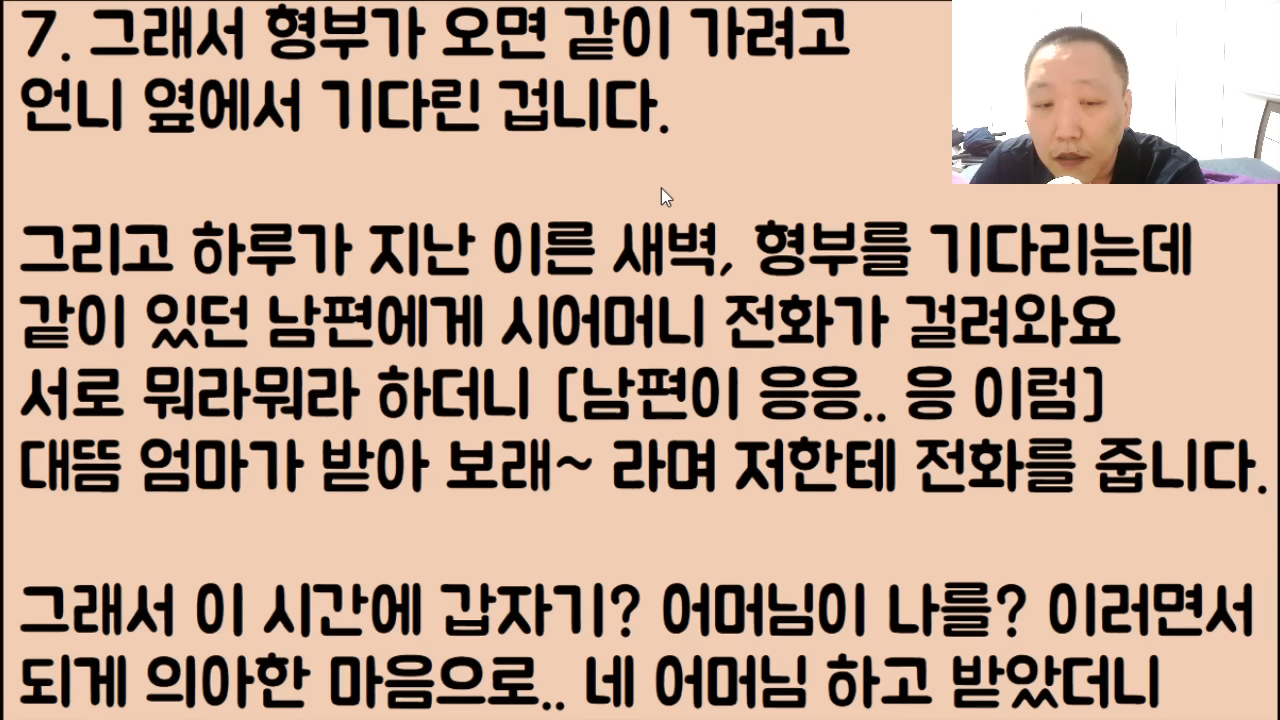 7. 그래서 형부가 오면 같이 가려고
언니 옆에서 기다린 겁니다.
그리고 하루가 지난 이른 새벽, 형부를 기다리는데
같이 있던 남편에게 시어머니 전화가 걸려와요
서로 뭐라뭐라 하더니 [남편이 응응.. 응 이럼]
대뜸 엄마가 받아 보래~ 라며 저한테 전화를 줍니다.
그래서 이 시간에 갑자기? 어머님이 나를? 이러면서
되게 의아한 마음으로.. 네 어머님 하고 받았더니